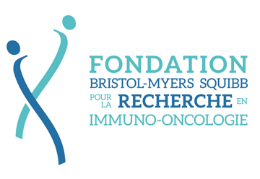 FONDATION
BRISTOL-MYERS SQUIBB
POUR LA RECHERCHE EN
IMMUNO-ONCOLOGIE